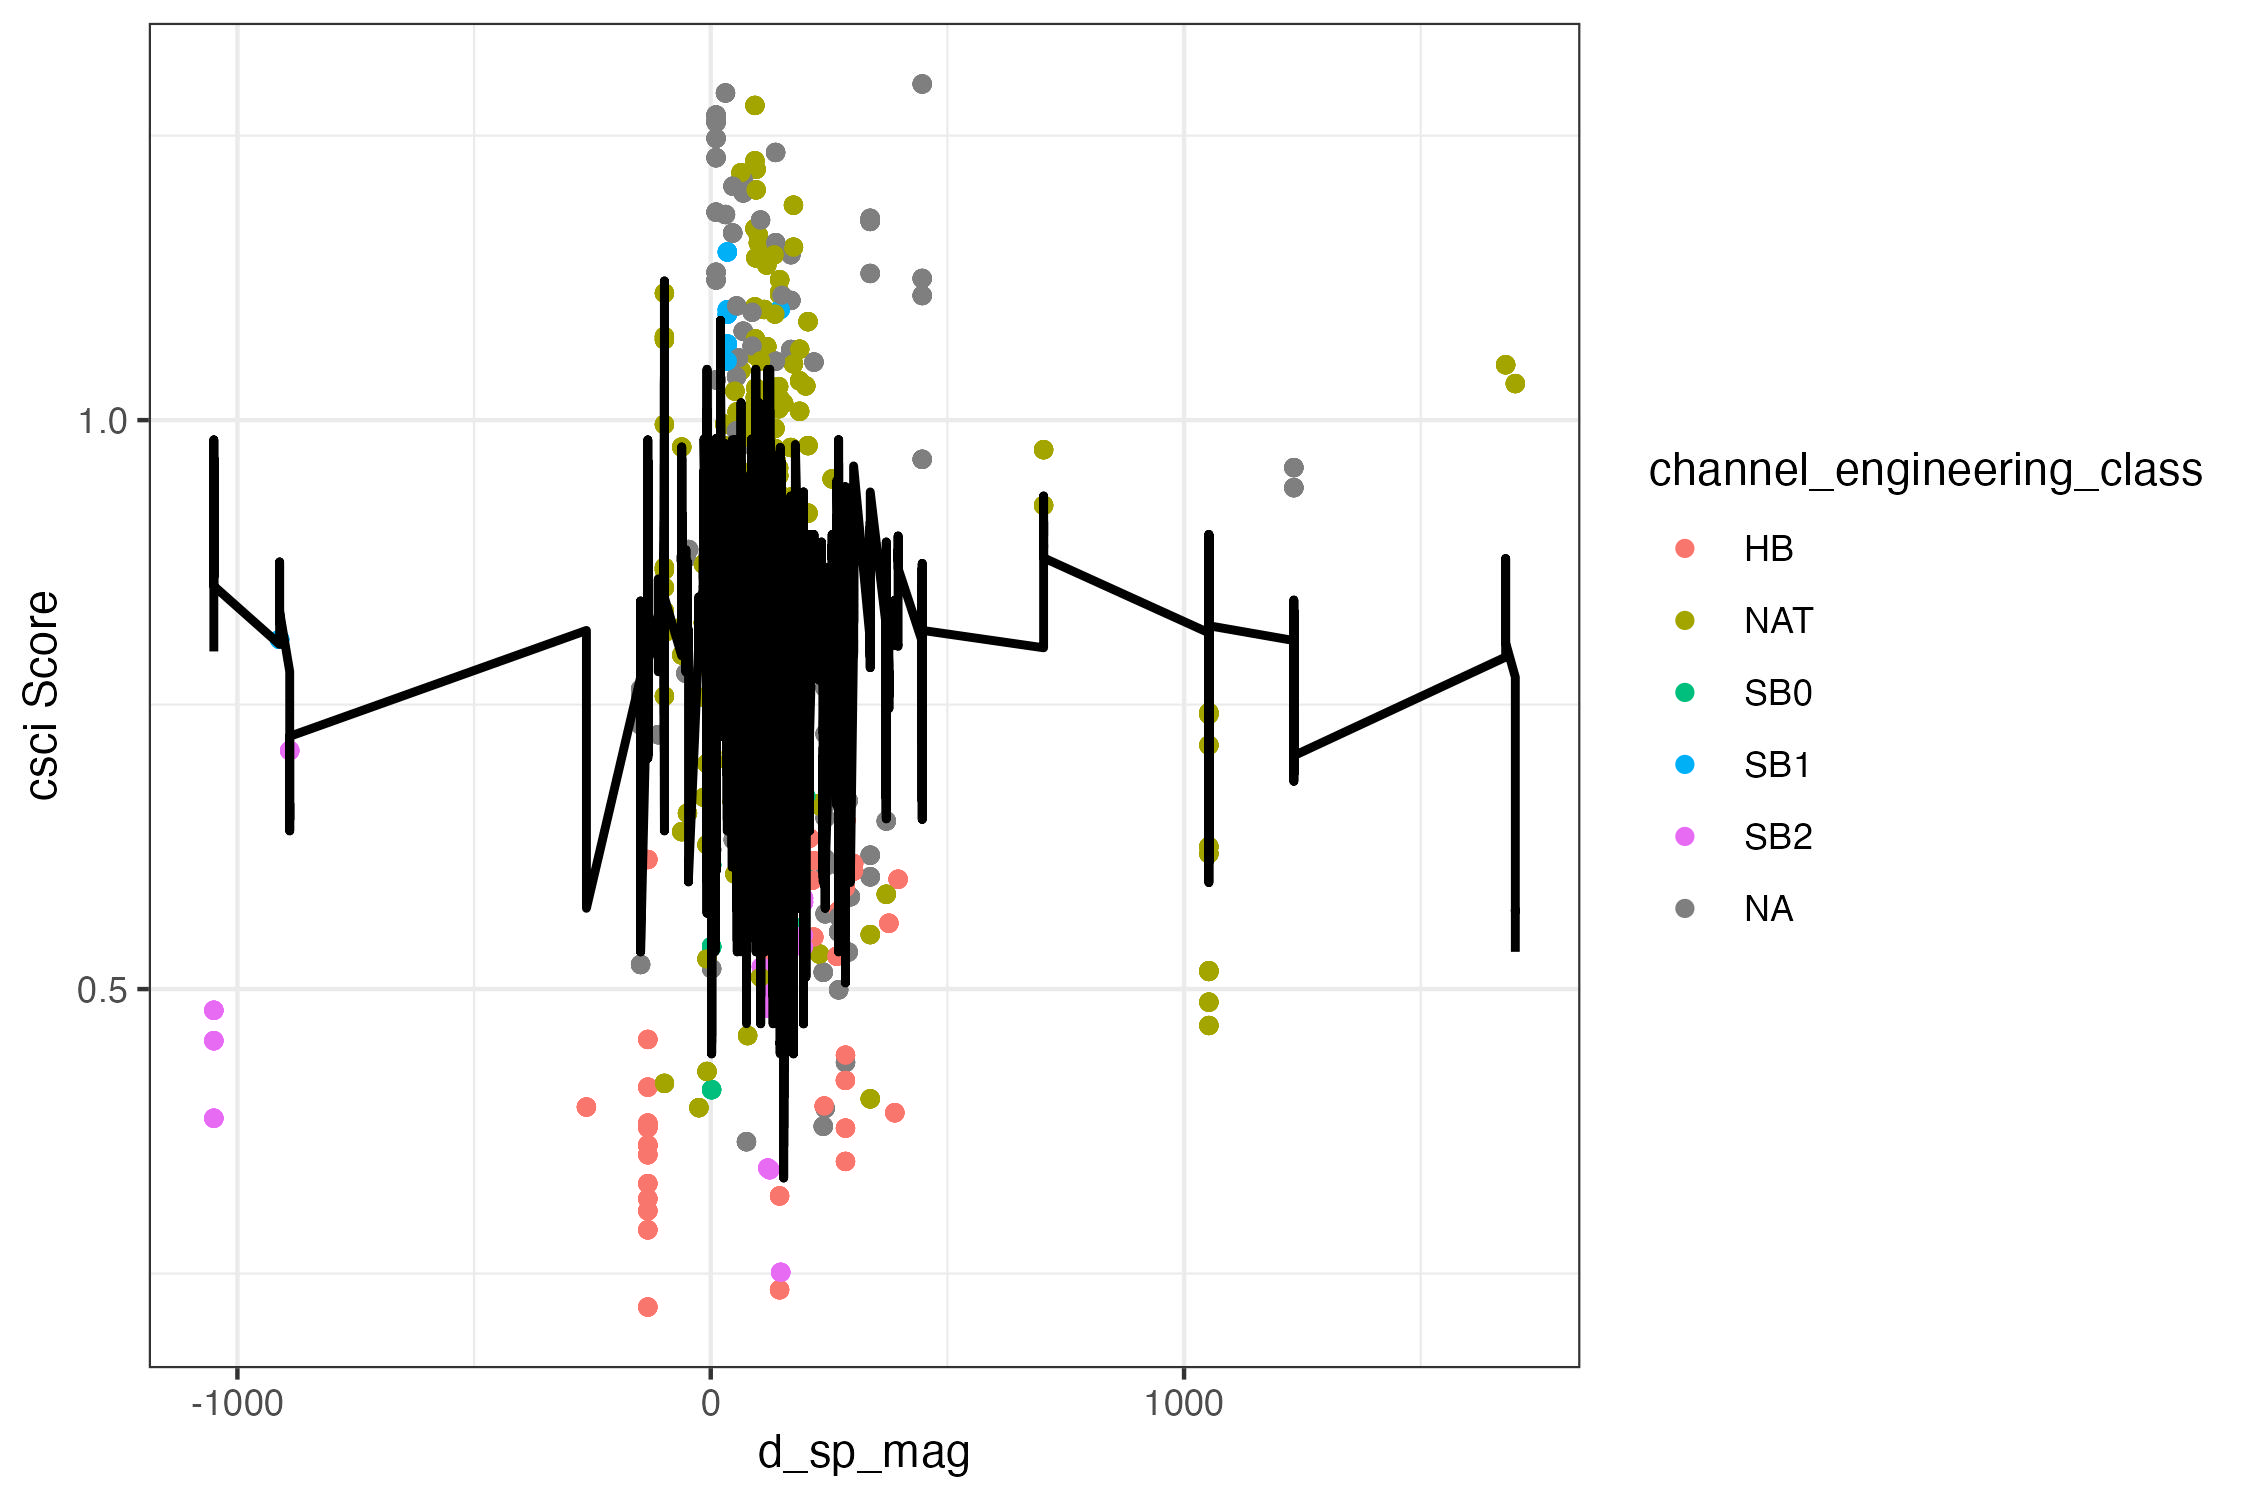 csci Score
1.0
0.5
-1000
0
1000
d_sp_mag
channel_engineering_class
HB
NAT
SB0
SB1
SB2
NA